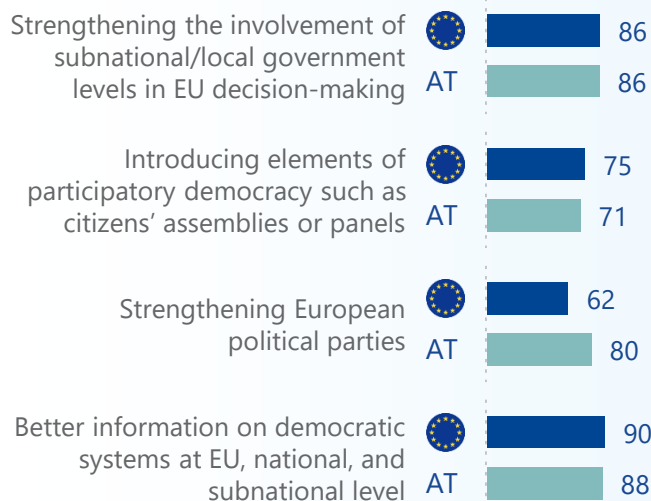 Strengthening the involvement of
subnational/local government
levels in EU decision-making
86
AT 86
Introducing elements of
participatory democracy such as
citizens’ assemblies or panels
75
AT 71
Strengthening European
political parties
62
AT 80
Better information on democratic
systems at EU, national, and
subnational level
90
AT 88